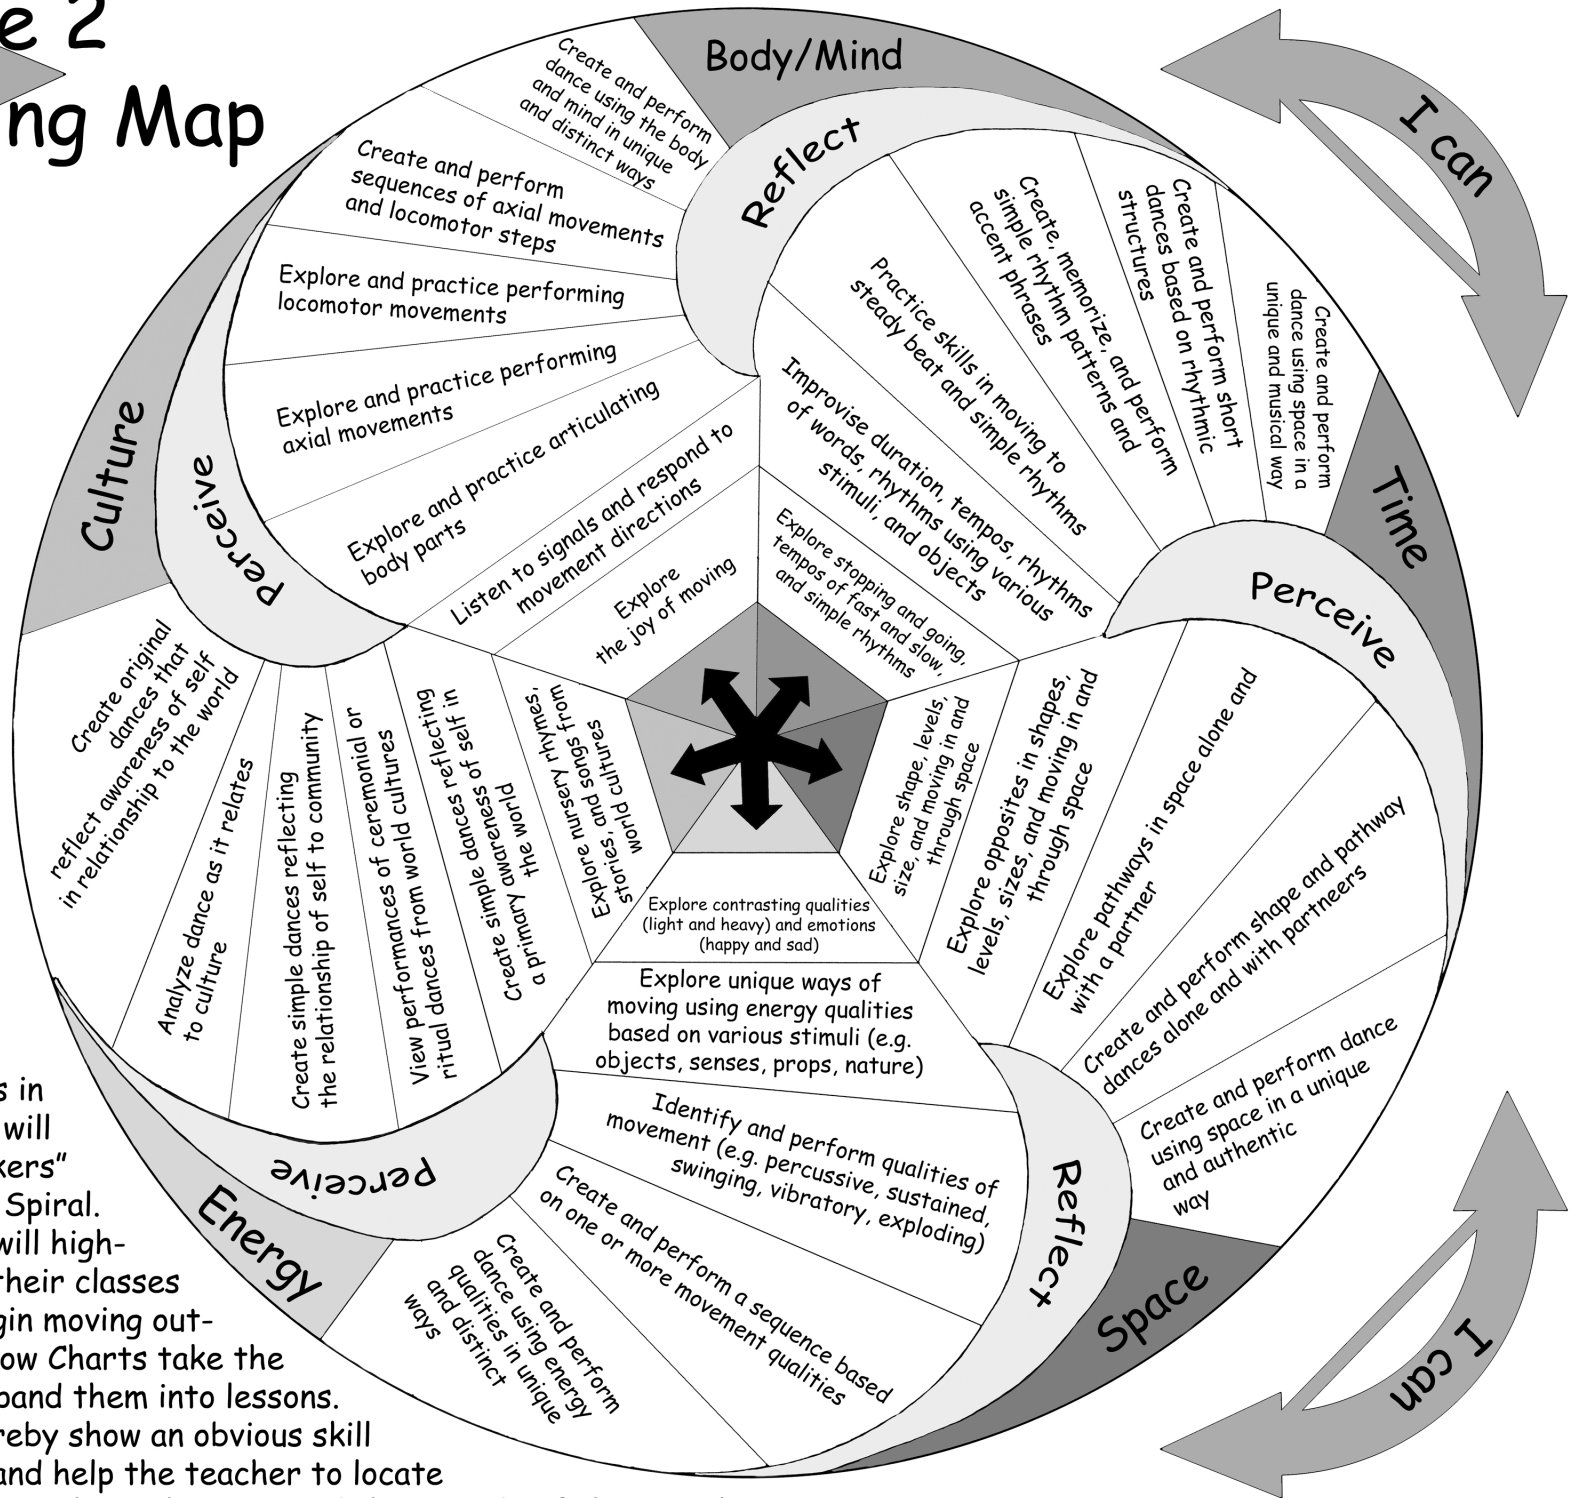 e 2
ng Map
Body/Mind
Reflect
I can
Create and perform
dance using the body
and mind in unique
and distinct ways
Create and perform
sequences of axial movements
and locomotor steps
Explore and practice performing
locomotor movements
Explore and practice performing
axial movements
Explore and practice articulating
body parts
Listen to signals and respond to
movement directions
Explore
the joy of moving
Time
Perceive
Create and perform
dance using space in a
unique and musical way
Create and perform short
dances based on rhythmic
structures
Create, memorize, and perform
simple rhythm patterns and
accent phrases
Practice skills in moving to
steady beat and simple rhythms
Improvise duration, tempos, rhythms
of words, rhythms using various
stimuli, and objects
Explore stopping and going,
tempos of fast and slow,
and simple rhythms
Explore shape, levels,
size, and moving in and
through space
Explore opposites in shapes,
levels, sizes, and moving in and
through space
Explore pathways in space alone and
with a partner
Create and perform shape and pathway
dances alone and with partneers
Create and perform dance
using space in a unique
and authentic
way
Space
Reflect
I can
Explore contrasting qualities
(light and heavy) and emotions
(happy and sad)
Explore unique ways of
moving using energy qualities
based on various stimuli (e.g.
objects, senses, props, nature)
Identify and perform qualities of
movement (e.g. percussive, sustained,
swinging, vibratory, exploding)
Create and perform a sequence based
on one or more movement qualities
Create and perform
dance using energy
qualities in unique
and distinct
ways
Energy
Perceive
Culture
Perceive
Create original
dances that
reflect awareness of self
in relationship to the world
Analyze dance as it relates
to culture
Create simple dances reflecting
the relationship of self to community
View performances of ceremonial or
ritual dances from world cultures
Create simple dances reflecting
a primary awareness of self in
the world
Explore nursery rhymes,
stories, and songs from
world cultures
s in
will
kers”
Spiral.
will high-
their classes
gin moving out-
ow Charts take the
pand them into lessons.
reby show an obvious skill
and help the teacher to locate